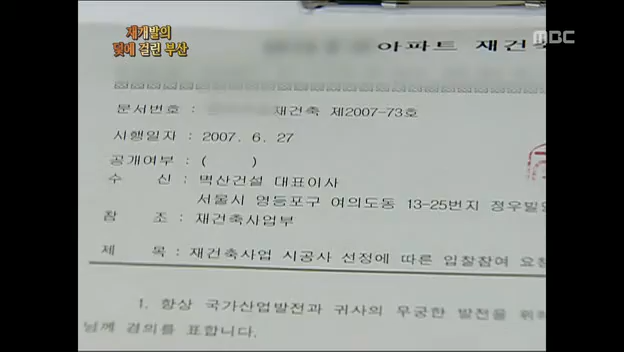 재개발의
덫에 걸린 부산
MBC
아파트 재건축
문서번호 : 재건축 제2007-73호
시행일자 : 2007. 6. 27
공개여부 : ( )
수 신 : 벽산건설 대표이사
서울시 영등포구 여의도동 13-25번지 정우빌딩
참 조 : 재건축사업부
제 목 : 재건축사업 시공사 선정에 따른 입찰참여 요청
1. 항상 국가산업발전과 귀사의 무궁한 발전을 위해
님께 경의를 표합니다.